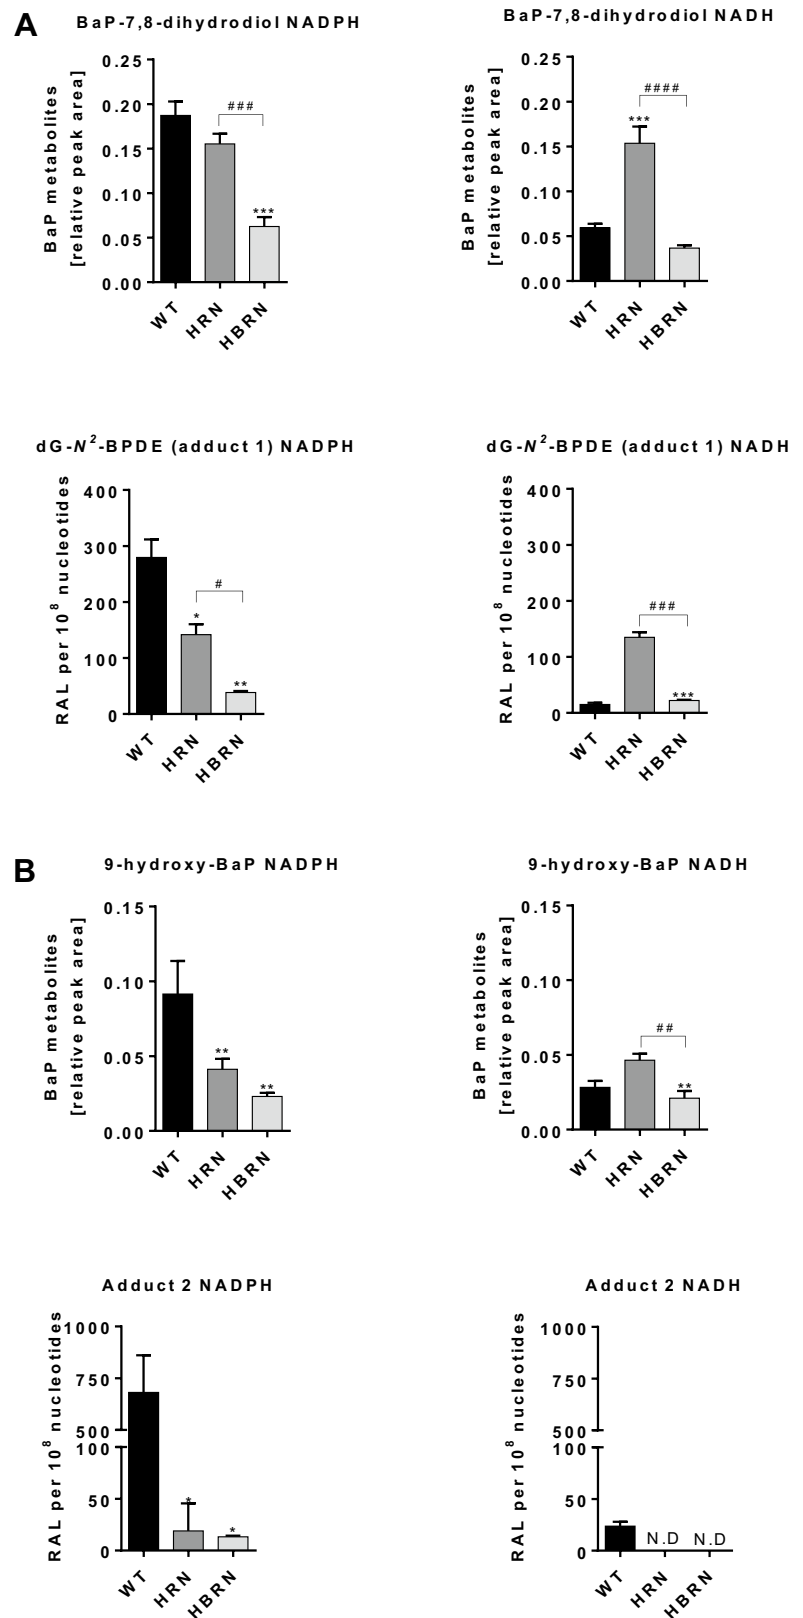 A
BaP-7,8-dihydrodiol NADPH
BaP metabolites
[relative peak area]
0.25
0.20
0.15
0.10
0.05
0.00
###
***
WT
HRN
HBRN
BaP-7,8-dihydrodiol NADH
BaP metabolites
[relative peak area]
0.25
0.20
0.15
0.10
0.05
0.00
####
***
WT
HRN
HBRN
dG-N²-BPDE (adduct 1) NADPH
RAL per 10⁸ nucleotides
400
300
200
100
0
#
*
**
WT
HRN
HBRN
dG-N²-BPDE (adduct 1) NADH
RAL per 10⁸ nucleotides
400
300
200
100
0
###
***
WT
HRN
HBRN
B
9-hydroxy-BaP NADPH
BaP metabolites
[relative peak area]
0.15
0.10
0.05
0.00
**
**
WT
HRN
HBRN
9-hydroxy-BaP NADH
BaP metabolites
[relative peak area]
0.15
0.10
0.05
0.00
##
**
WT
HRN
HBRN
Adduct 2 NADPH
RAL per 10⁸ nucleotides
1000
750
500
100
50
0
*
*
WT
HRN
HBRN
Adduct 2 NADH
RAL per 10⁸ nucleotides
1000
750
500
100
50
0
N.D N.D
WT
HRN
HBRN